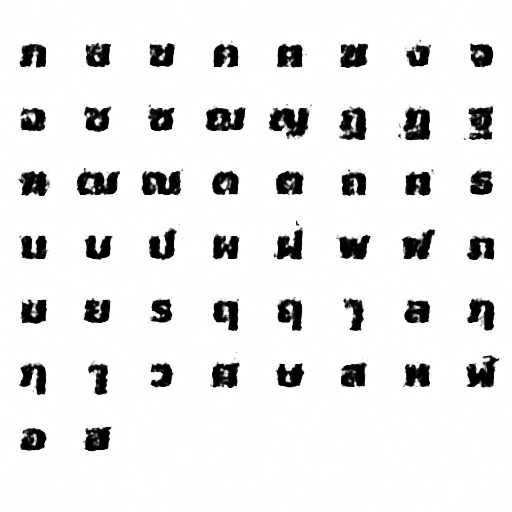 ก ข ฃ ค ฅ ฆ ง จ
ฉ ช ซ ฌ ญ ฎ ฏ ฐ
ฑ ฒ ณ ด ต ถ ท ธ
น บ ป ผ ฝ พ ฟ ภ
ม ย ร ฤ ฤ ๅ ล ฦ
ฦ ๅ ว ศ ษ ส ห ฬ
อ ฮ